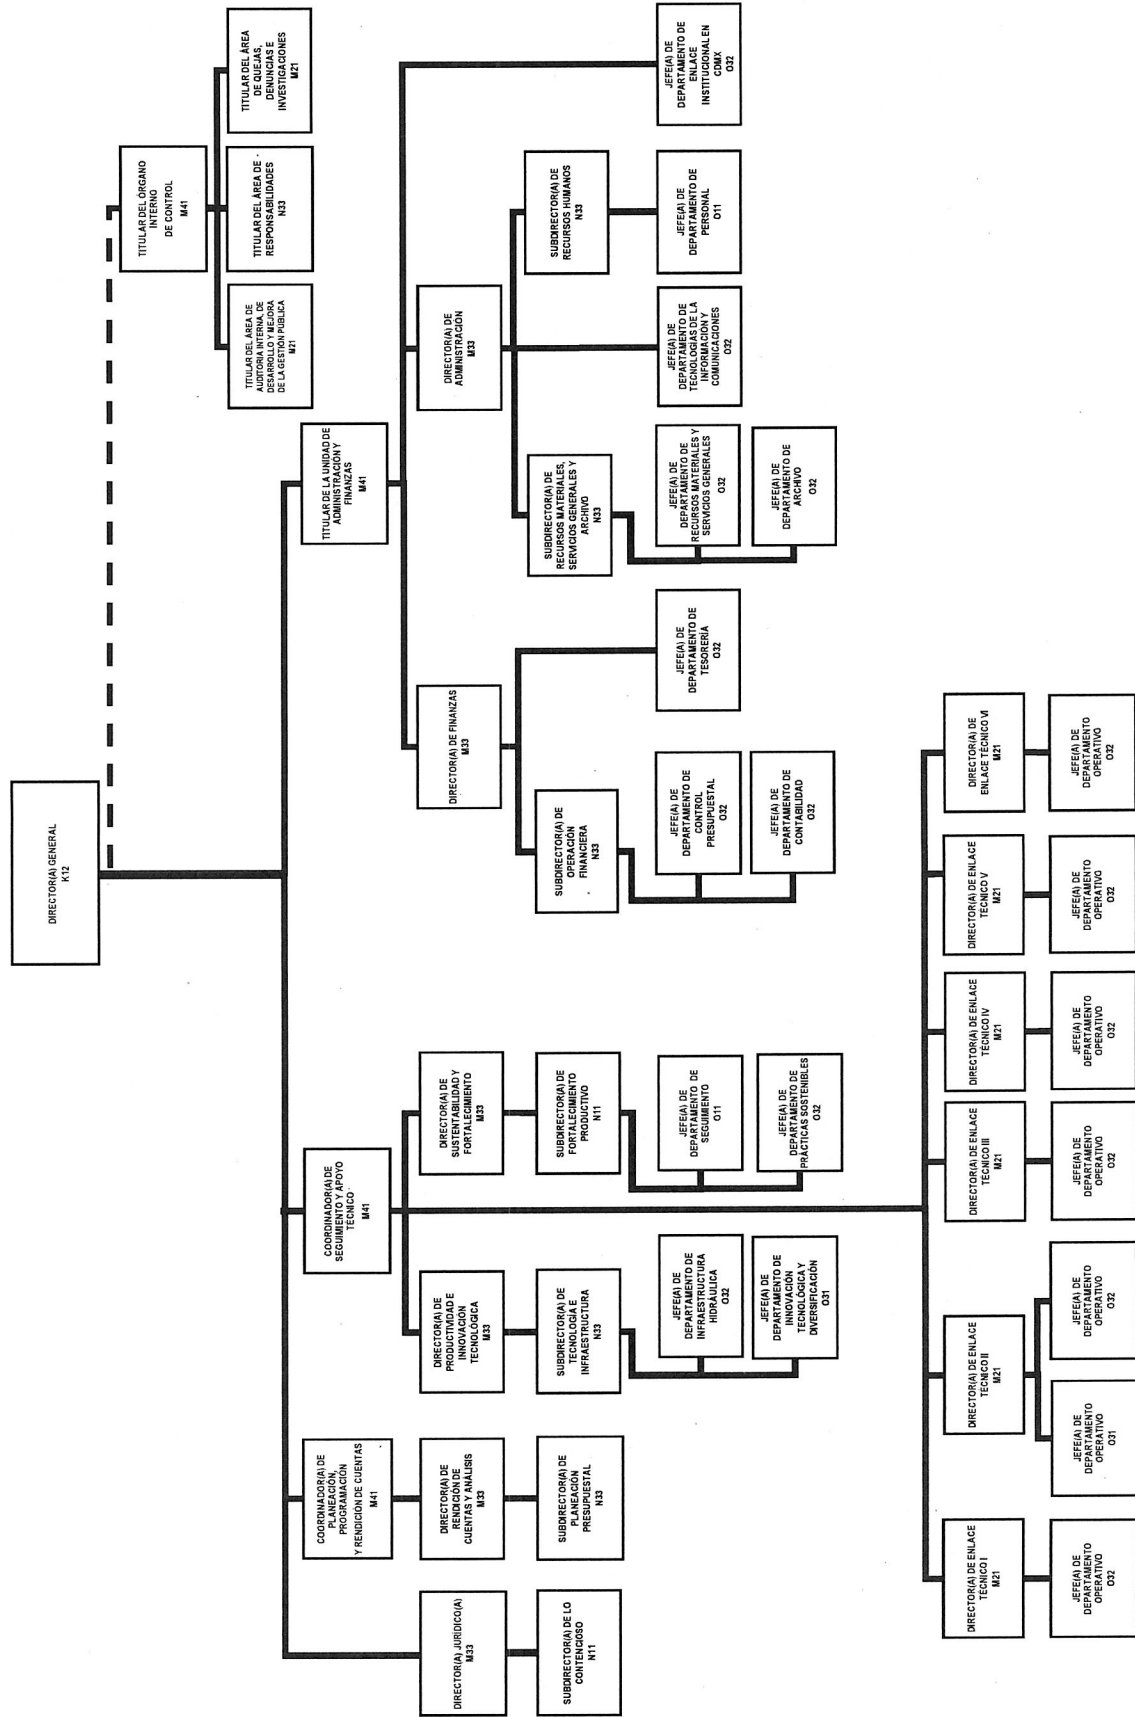 DIRECTOR(A) GENERAL
K12
TITULAR DEL ÓRGANO
INTERNO
DE CONTROL
M41
TITULAR DEL ÁREA DE
AUDITORIA INTERNA, DE
DESARROLLO Y MEJORA
DE LA GESTIÓN PÚBLICA
M21
TITULAR DEL ÁREA DE
RESPONSABILIDADES
N33
TITULAR DEL ÁREA
DE QUEJAS,
DENUNCIAS E
INVESTIGACIONES
M21
COORDINADOR(A) DE
PLANEACIÓN,
PROGRAMACIÓN
Y RENDICIÓN DE CUENTAS
M41
COORDINADOR(A) DE
SEGUIMIENTO Y APOYO
TÉCNICO
M41
TITULAR DE LA UNIDAD DE
ADMINISTRACIÓN Y
FINANZAS
M41
DIRECTOR(A) JURÍDICO(A)
M33
DIRECTOR(A) DE
RENDICIÓN DE
CUENTAS Y ANÁLISIS
M33
DIRECTOR(A) DE
PRODUCTIVIDAD E
INNOVACIÓN
TECNOLÓGICA
M33
DIRECTOR(A) DE
SUSTENTABILIDAD Y
FORTALECIMIENTO
M33
DIRECTOR(A) DE FINANZAS
M33
DIRECTOR(A) DE
ADMINISTRACIÓN
M33
SUBDIRECTOR(A) DE LO
CONTENCIOSO
N11
SUBDIRECTOR(A) DE
PLANEACIÓN
PRESUPUESTAL
N33
SUBDIRECTOR(A) DE
TECNOLOGÍA E
INFRAESTRUCTURA
N33
SUBDIRECTOR(A) DE
FORTALECIMIENTO
PRODUCTIVO
N11
SUBDIRECTOR(A) DE
OPERACIÓN
FINANCIERA
N33
SUBDIRECTOR(A) DE
RECURSOS MATERIALES,
SERVICIOS GENERALES Y
ARCHIVO
N33
SUBDIRECTOR(A) DE
RECURSOS HUMANOS
N33
JEFE(A) DE
DEPARTAMENTO DE
INFRAESTRUCTURA
HIDRÁULICA
O32
JEFE(A) DE
DEPARTAMENTO DE
SEGUIMIENTO
O11
JEFE(A) DE
DEPARTAMENTO DE
CONTROL
PRESUPUESTAL
O32
JEFE(A) DE
DEPARTAMENTO DE
TESORERÍA
O32
JEFE(A) DE
DEPARTAMENTO DE
RECURSOS MATERIALES Y
SERVICIOS GENERALES
O32
JEFE(A) DE
DEPARTAMENTO DE
TECNOLOGÍAS DE LA
INFORMACIÓN Y
COMUNICACIONES
O32
JEFE(A) DE
DEPARTAMENTO DE
PERSONAL
O11
JEFE(A) DE
DEPARTAMENTO DE
ENLACE
INSTITUCIONAL EN
CDMX
O32
JEFE(A) DE
DEPARTAMENTO DE
INNOVACIÓN
TECNOLÓGICA Y
DIVERSIFICACIÓN
O31
JEFE(A) DE
DEPARTAMENTO DE
PRÁCTICAS SOSTENIBLES
O32
JEFE(A) DE
DEPARTAMENTO DE
CONTABILIDAD
O32
JEFE(A) DE
DEPARTAMENTO DE
ARCHIVO
O32
DIRECTOR(A) DE ENLACE
TÉCNICO I
M21
DIRECTOR(A) DE ENLACE
TÉCNICO II
M21
DIRECTOR(A) DE ENLACE
TÉCNICO III
M21
DIRECTOR(A) DE ENLACE
TÉCNICO IV
M21
DIRECTOR(A) DE ENLACE
TÉCNICO V
M21
DIRECTOR(A) DE
ENLACE TÉCNICO VI
M21
JEFE(A) DE
DEPARTAMENTO
OPERATIVO
O32
JEFE(A) DE
DEPARTAMENTO
OPERATIVO
O31
JEFE(A) DE
DEPARTAMENTO
OPERATIVO
O32
JEFE(A) DE
DEPARTAMENTO
OPERATIVO
O32
JEFE(A) DE
DEPARTAMENTO
OPERATIVO
O32
JEFE(A) DE
DEPARTAMENTO
OPERATIVO
O32
JEFE(A) DE
DEPARTAMENTO
OPERATIVO
O32